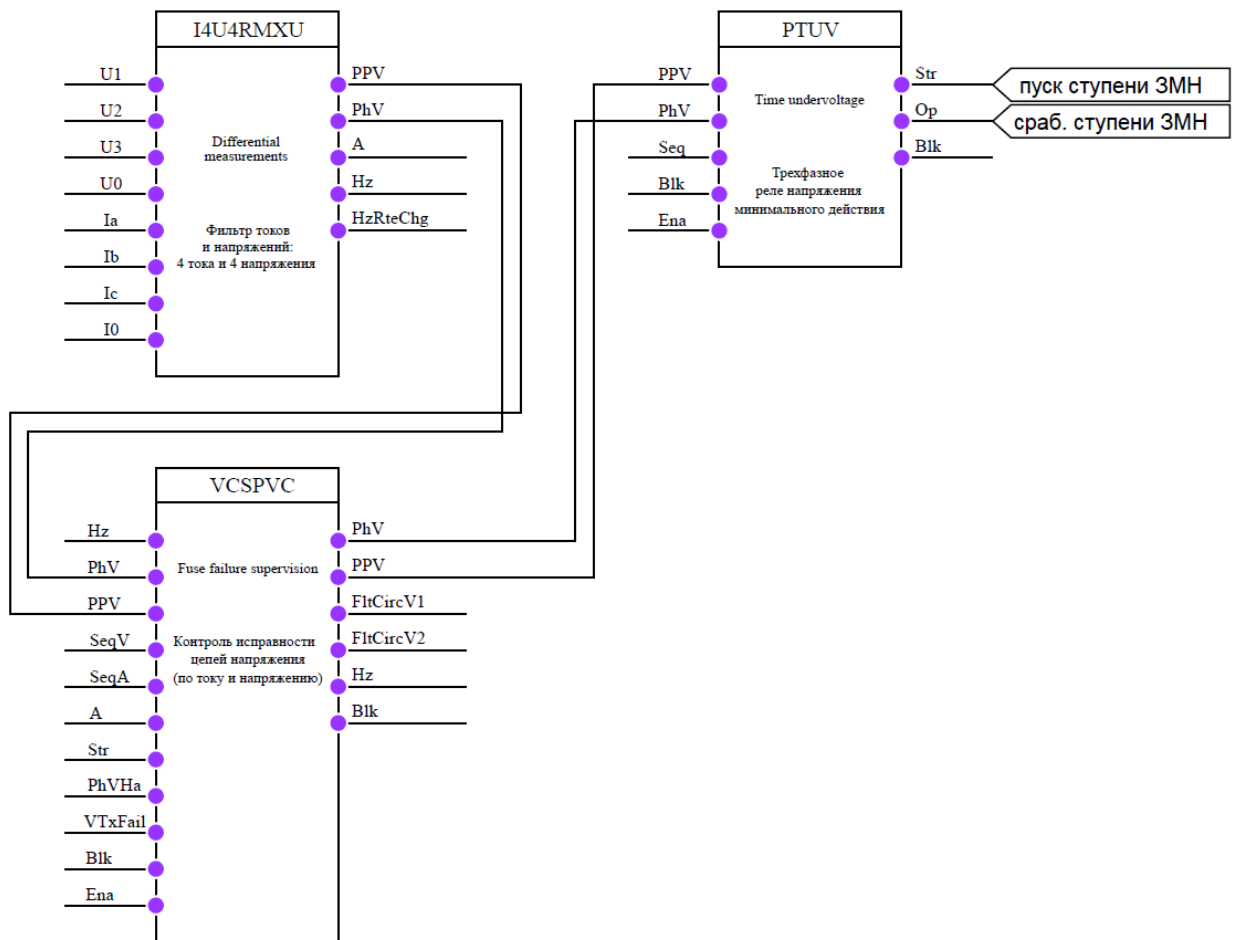 I4U4RMXU
U1
U2
U3
U0
Ia
Ib
Ic
I0
Differential
measurements
Фильтр токов
и напряжений:
4 тока и 4 напряжения
PPV
PhV
A
Hz
HzRteChg
PTUV
PPV
PhV
Seq
Blk
Ena
Time undervoltage
Трехфазное
реле напряжения
минимального действия
Str
Op
Blk
пуск ступени ЗМН
сраб. ступени ЗМН
VCSPVC
Hz
PhV
PPV
SeqV
SeqA
A
Str
PhVHa
VTxFail
Blk
Ena
Fuse failure supervision
Контроль исправности
цепей напряжения
(по току и напряжению)
PhV
PPV
FltCircV1
FltCircV2
Hz
Blk